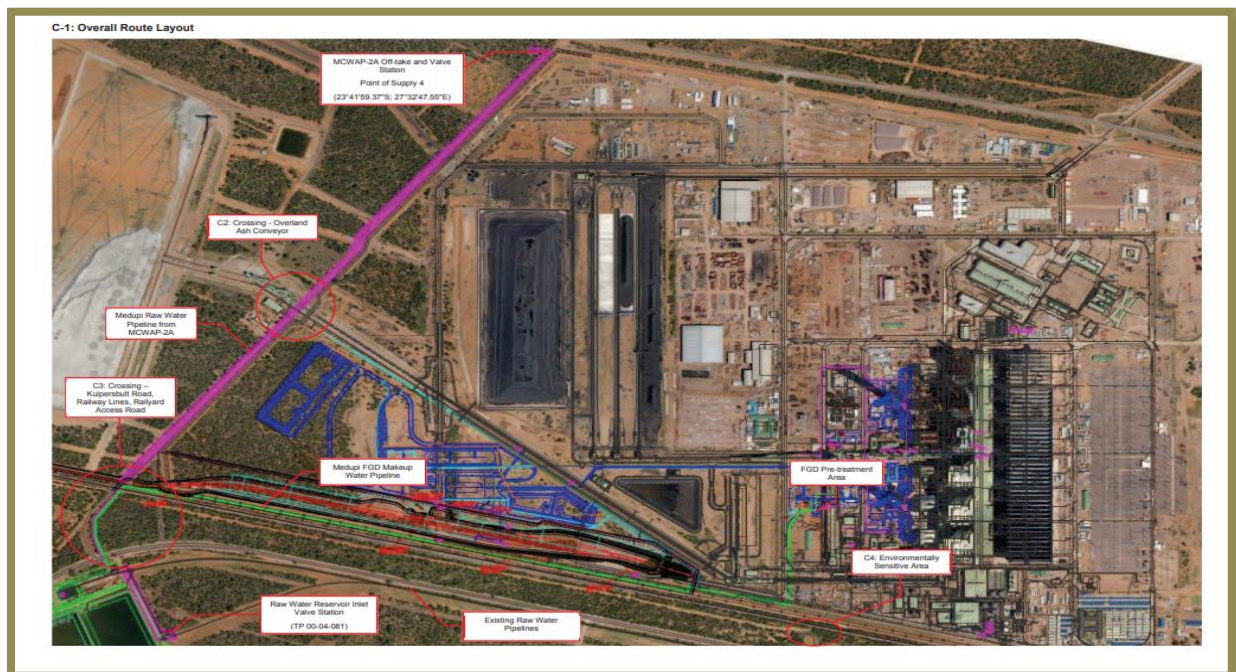 C-1: Overall Route Layout
MCWAP-2A Off-take and Valve
Station
Point of Supply 4
(23°41'59.37"S; 27°32'47.55"E)
C2: Crossing - Overland
Ash Conveyor
Medupi Raw Water
Pipeline from
MCWAP-2A
C3: Crossing –
Kuipersbult Road,
Railway Lines, Railyard
Access Road
Medupi FGD Makeup
Water Pipeline
FGD Pre-treatment
Area
C4: Environmentally
Sensitive Area
Raw Water Reservoir Inlet
Valve Station
(TP 00-04-081)
Existing Raw Water
Pipelines